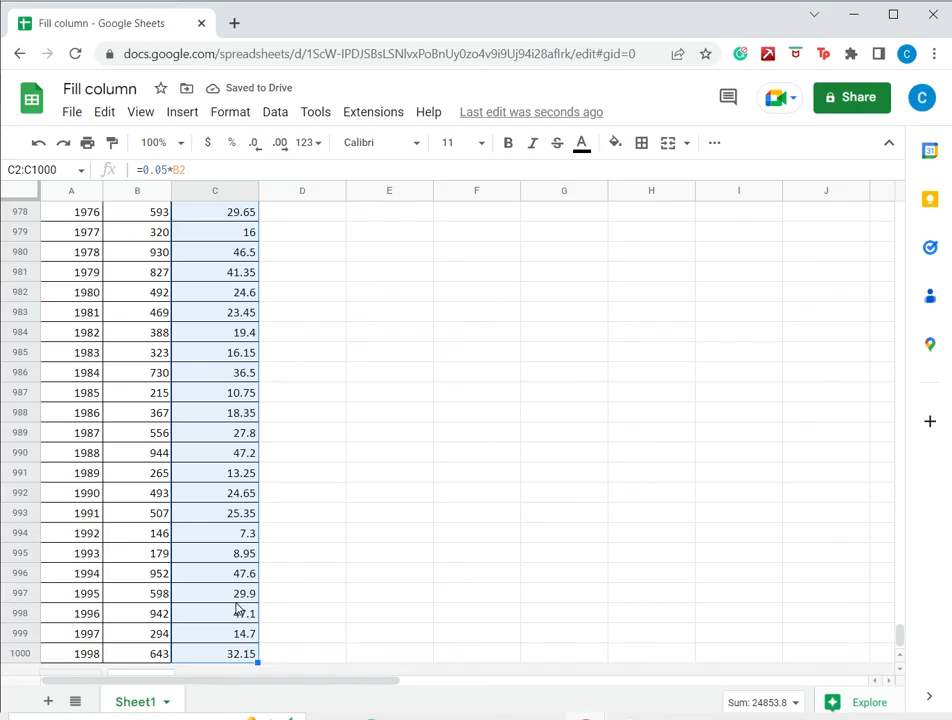 Fill column - Google Sheets
docs.google.com/spreadsheets/d/1ScW-IPDJSBsLSNlvxPoBnUy0zo4v9i9Uj94i28afIrk/edit#gid=0
Tp C
Fill column Saved to Drive
File Edit View Insert Format Data Tools Extensions Help Last edit was seconds ago
Share C
100% $ % .0 .00 123 Calibri 11 B I S A
C2:C1000 fx =0.05*B2
31
A B C D E F G H I J
978 1976 593 29.65
979 1977 320 16
980 1978 930 46.5
981 1979 827 41.35
982 1980 492 24.6
983 1981 469 23.45
984 1982 388 19.4
985 1983 323 16.15
986 1984 730 36.5
987 1985 215 10.75
988 1986 367 18.35
989 1987 556 27.8
990 1988 944 47.2
991 1989 265 13.25
992 1990 493 24.65
993 1991 507 25.35
994 1992 146 7.3
995 1993 179 8.95
996 1994 952 47.6
997 1995 598 29.9
998 1996 942 47.1
999 1997 294 14.7
1000 1998 643 32.15
Sheet1 Sum: 24853.8 Explore